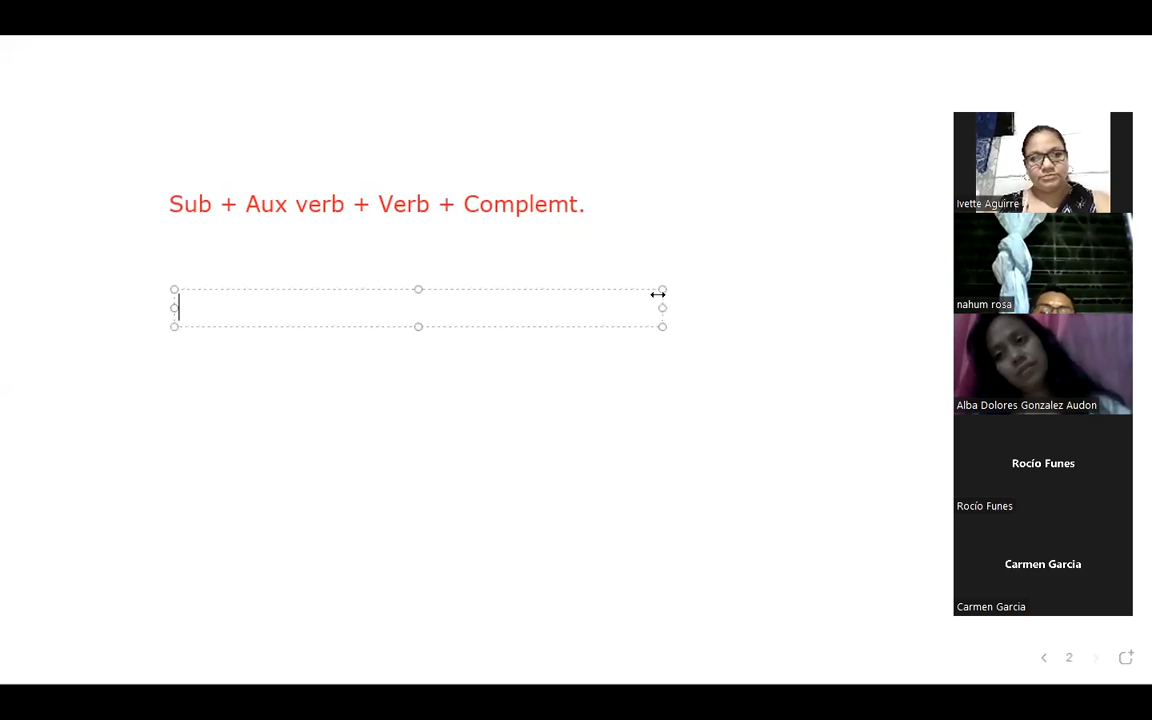 Sub + Aux verb + Verb + Complemt.
Ivette Aguirre
nahum rosa
Alba Dolores Gonzalez Audon
Rocío Funes
Rocío Funes
Carmen Garcia
Carmen Garcia
2